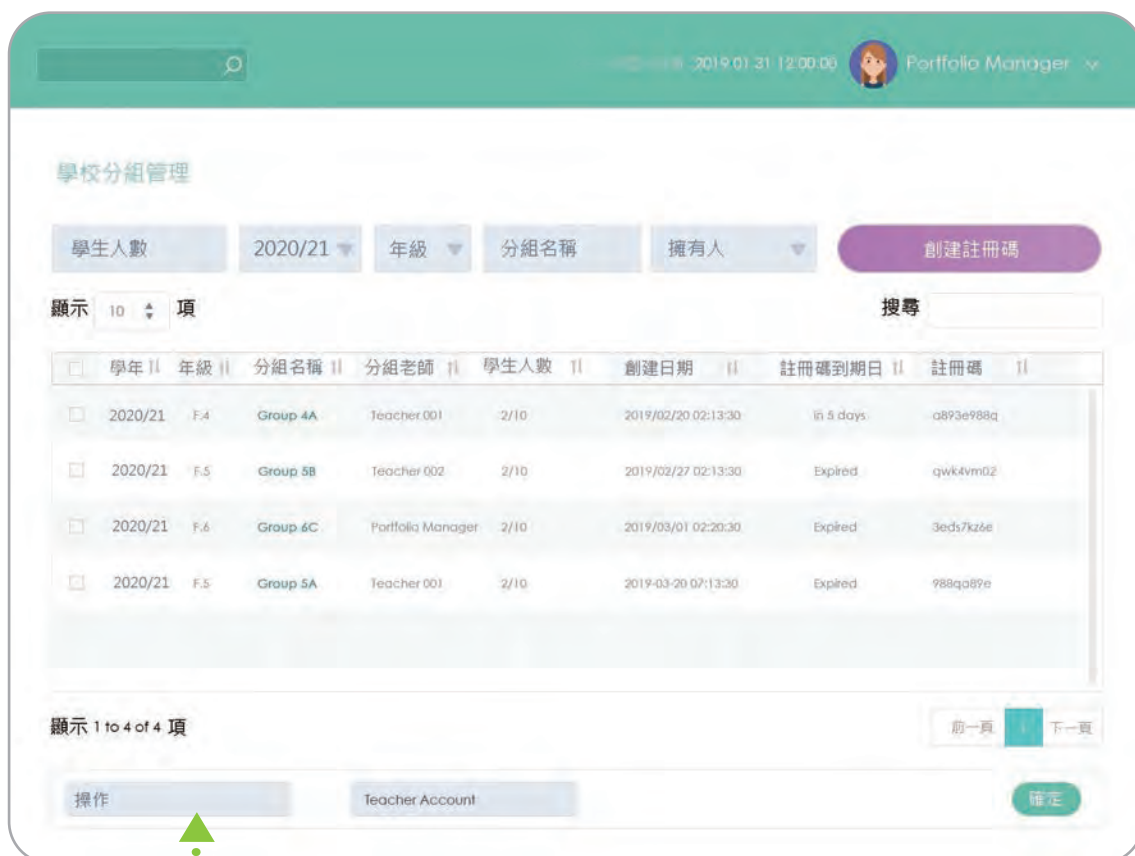 2019 01 31 12:00:00 Portfolio Manager
學校分組管理
學生人數 2020/21 年級 分組名稱 擁有人 創建註冊碼
顯示 10 項 搜尋
學年 年級 分組名稱 分組老師 學生人數 創建日期 註冊碼到期日 註冊碼
2020/21 F.4 Group 4A Teacher 001 2/10 2019/02/20 02:13:30 in 5 days a893e988q
2020/21 F.5 Group 5B Teacher 002 2/10 2019/02/27 02:13:30 Expired qwk4vm02
2020/21 F.6 Group 6C Portfolio Manager 2/10 2019/03/01 02:20:30 Expired 3eds7kz6e
2020/21 F.5 Group 5A Teacher 001 2/10 2019-03-20 07:13:30 Expired 988qa89e
顯示 1 to 4 of 4 項 前一頁 1 下一頁
操作 Teacher Account 確定